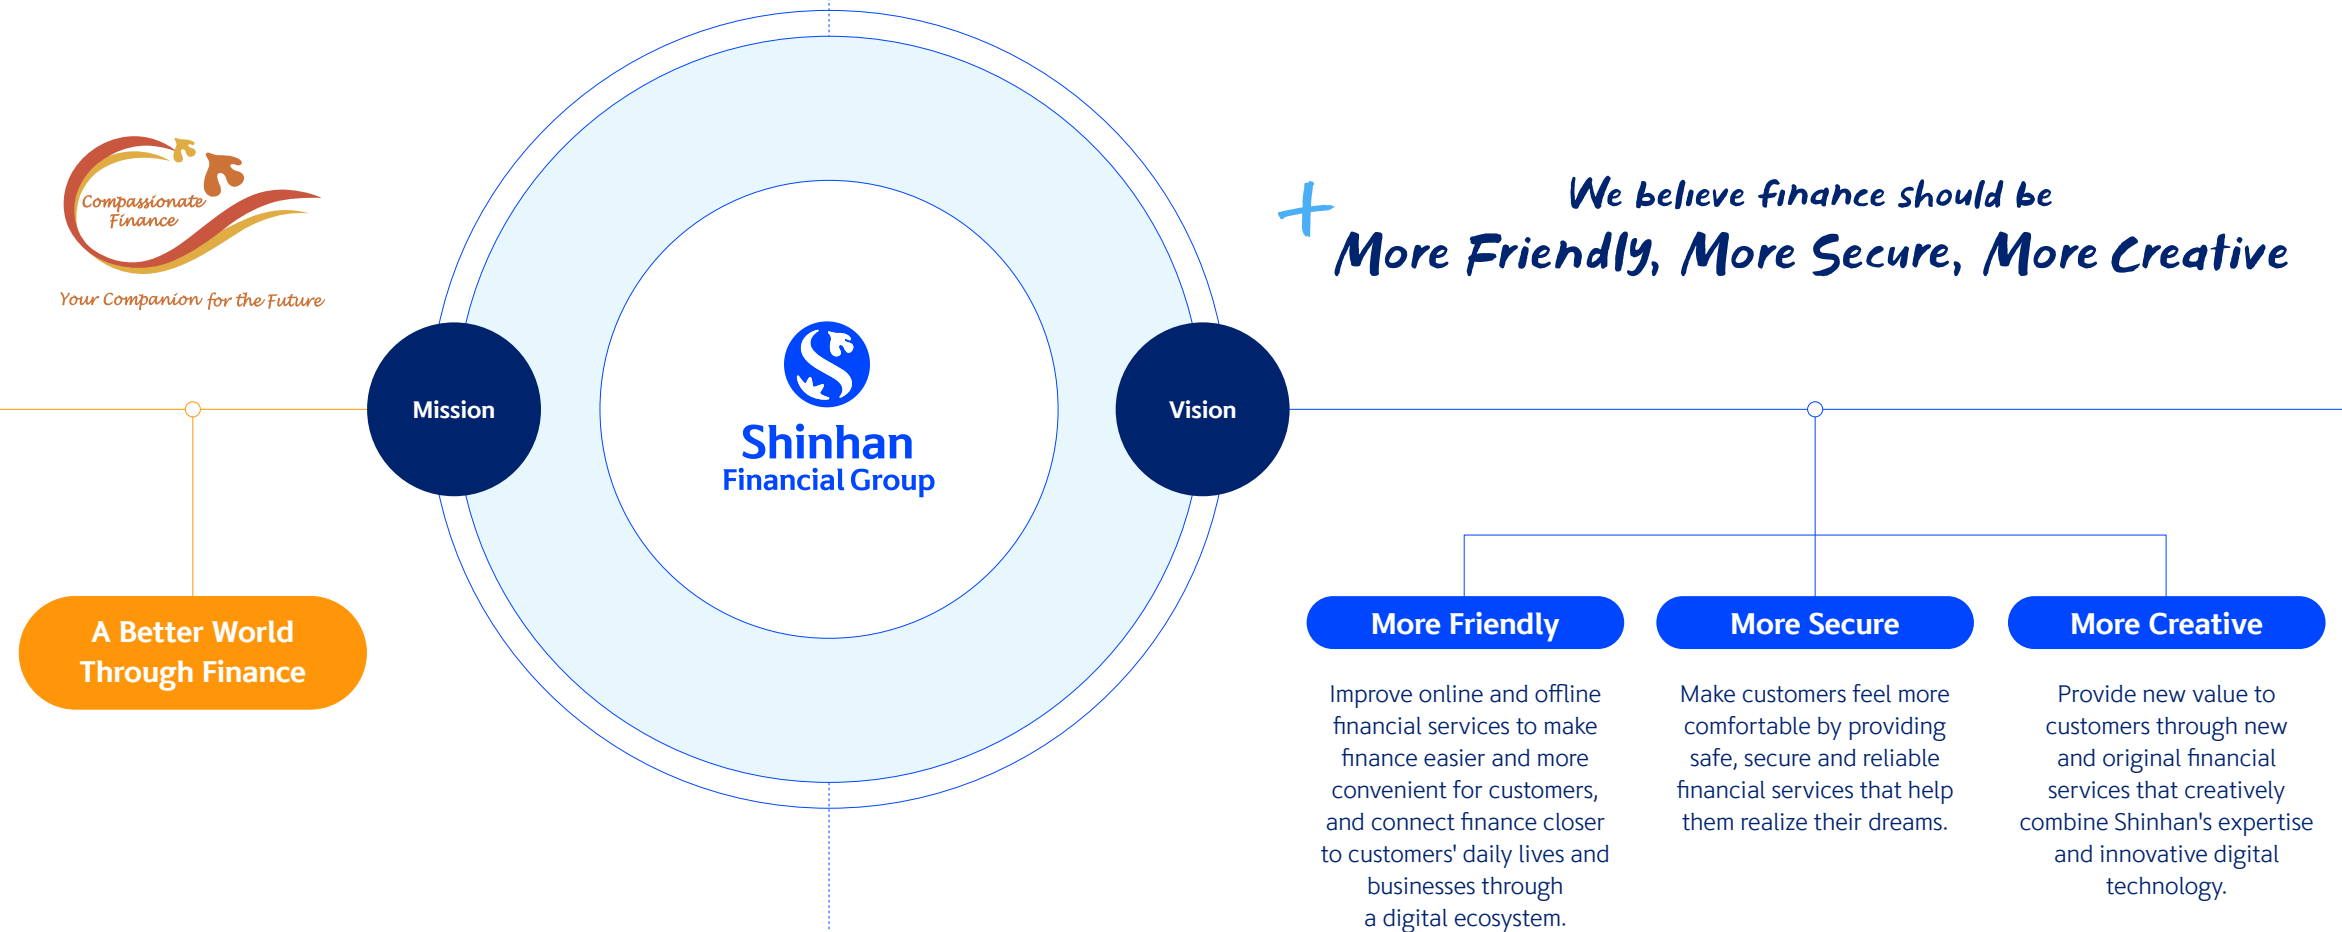 Compassionate
Finance
Your Companion for the Future
Mission
A Better World
Through Finance
Shinhan
Financial Group
Vision
We believe finance should be
More Friendly, More Secure, More Creative
More Friendly
Improve online and offline
financial services to make
finance easier and more
convenient for customers,
and connect finance closer
to customers' daily lives and
businesses through
a digital ecosystem.
More Secure
Make customers feel more
comfortable by providing
safe, secure and reliable
financial services that help
them realize their dreams.
More Creative
Provide new value to
customers through new
and original financial
services that creatively
combine Shinhan's expertise
and innovative digital
technology.